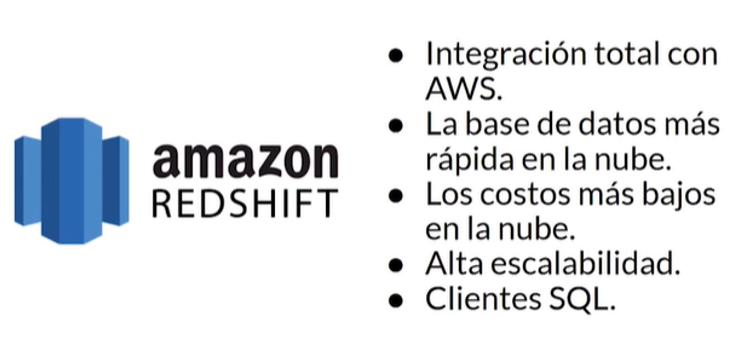 amazon
REDSHIFT
● Integración total con
AWS.
● La base de datos más
rápida en la nube.
● Los costos más bajos
en la nube.
● Alta escalabilidad.
● Clientes SQL.